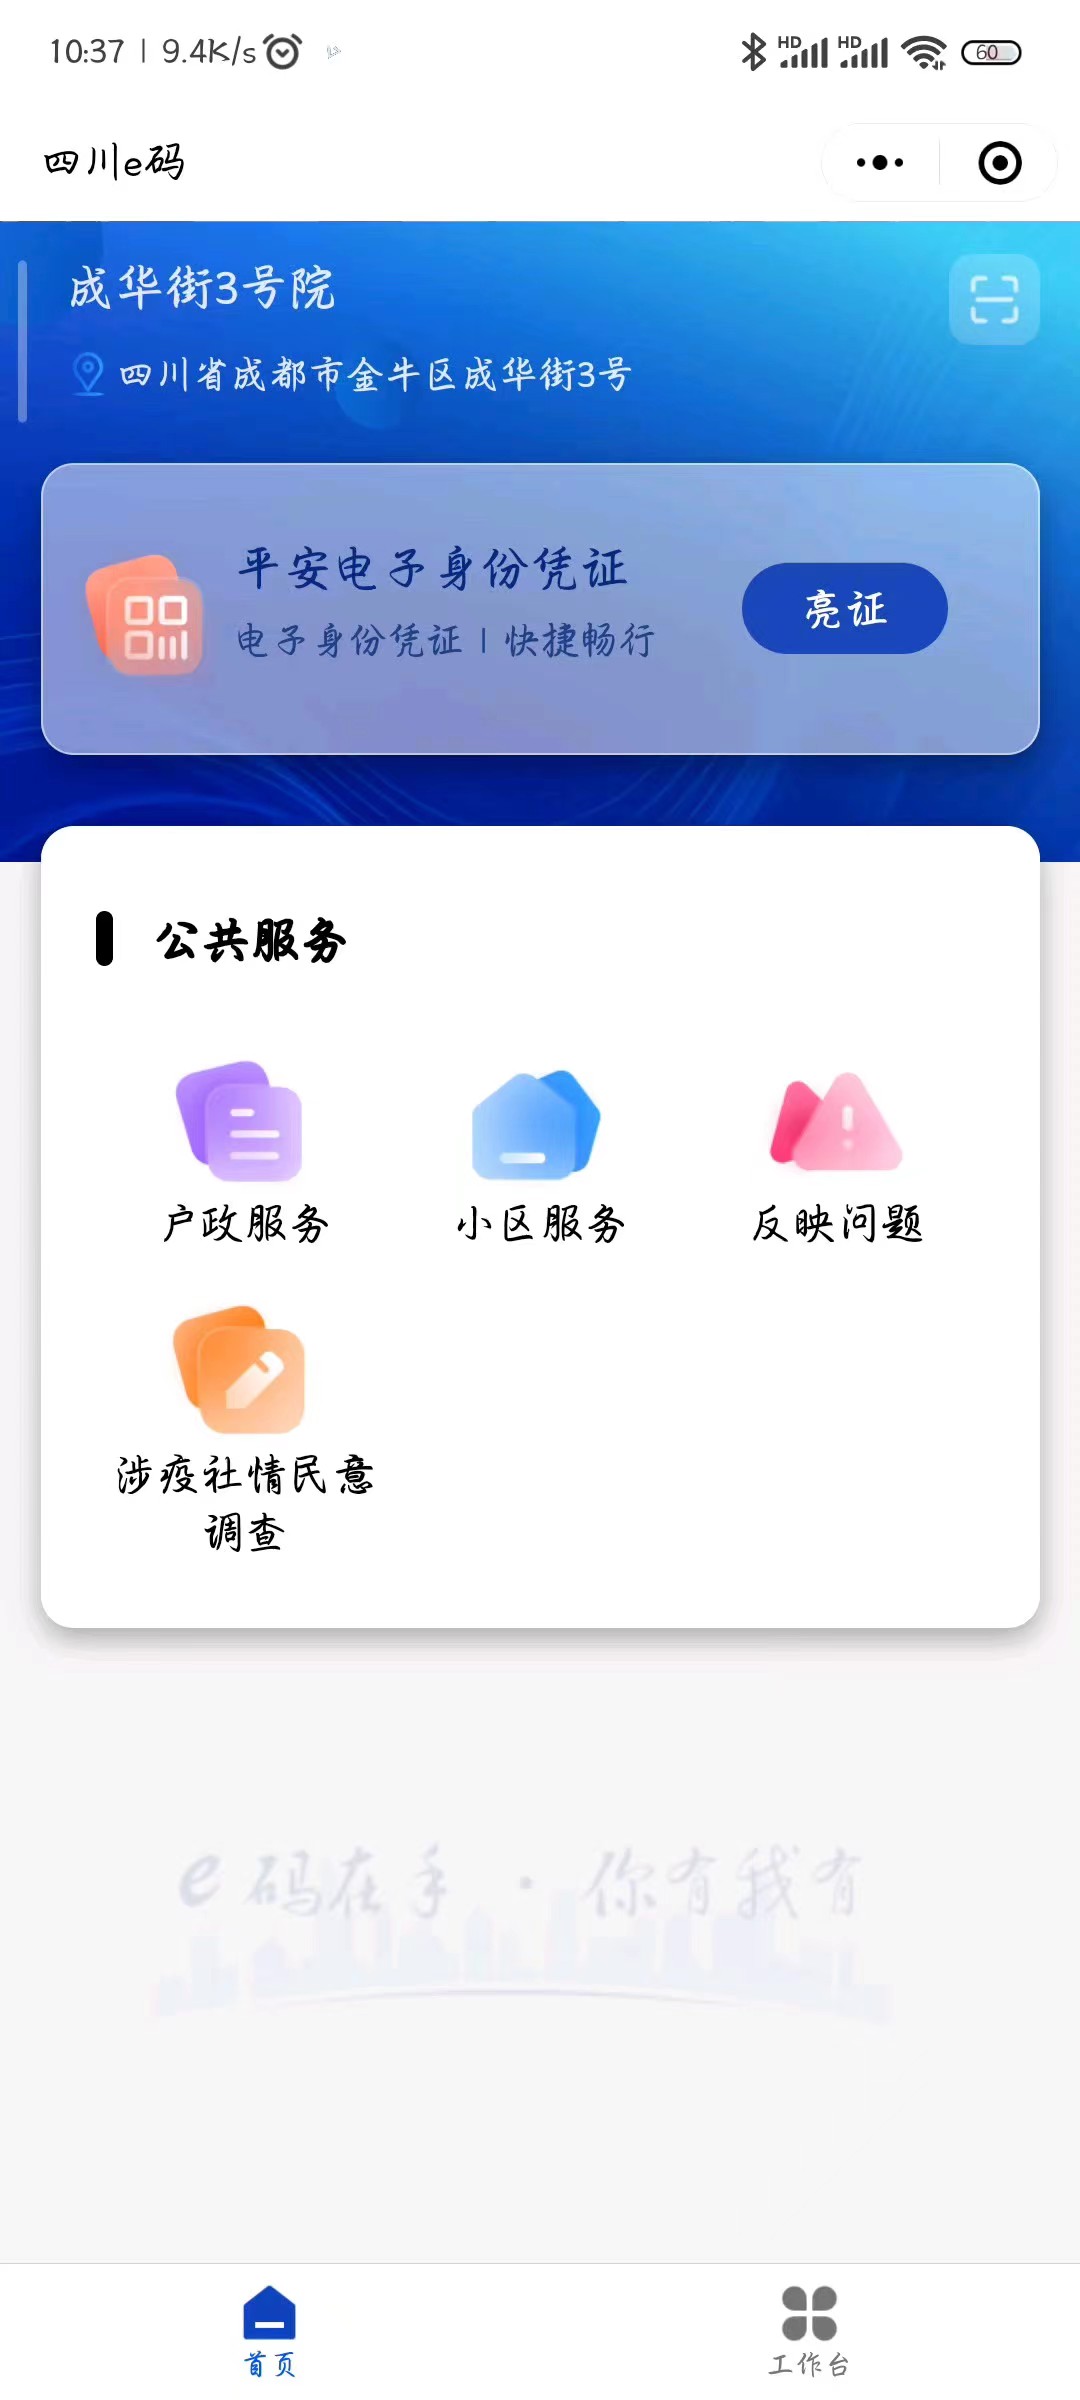 10:37 | 9.4K/s
HD HD 60
四川e码
成华街3号院
四川省成都市金牛区成华街3号
平安电子身份凭证
电子身份凭证 | 快捷畅行
亮证
公共服务
户政服务 小区服务 反映问题
涉疫社情民意
调查
e码在手 · 你有我有
首页 工作台